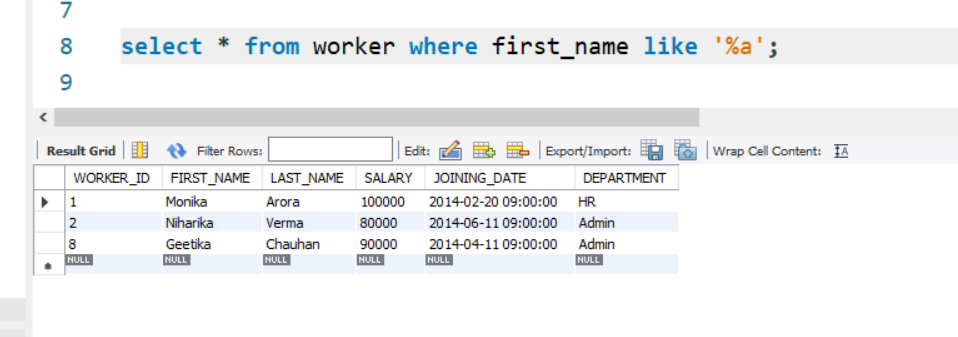 7
8 select * from worker where first_name like '%a';
9
Result Grid Filter Rows: Edit: Export/Import: Wrap Cell Content: IA
WORKER_ID FIRST_NAME LAST_NAME SALARY JOINING_DATE DEPARTMENT
1 Monika Arora 100000 2014-02-20 09:00:00 HR
2 Niharika Verma 80000 2014-06-11 09:00:00 Admin
8 Geetika Chauhan 90000 2014-04-11 09:00:00 Admin
NULL NULL NULL NULL NULL NULL